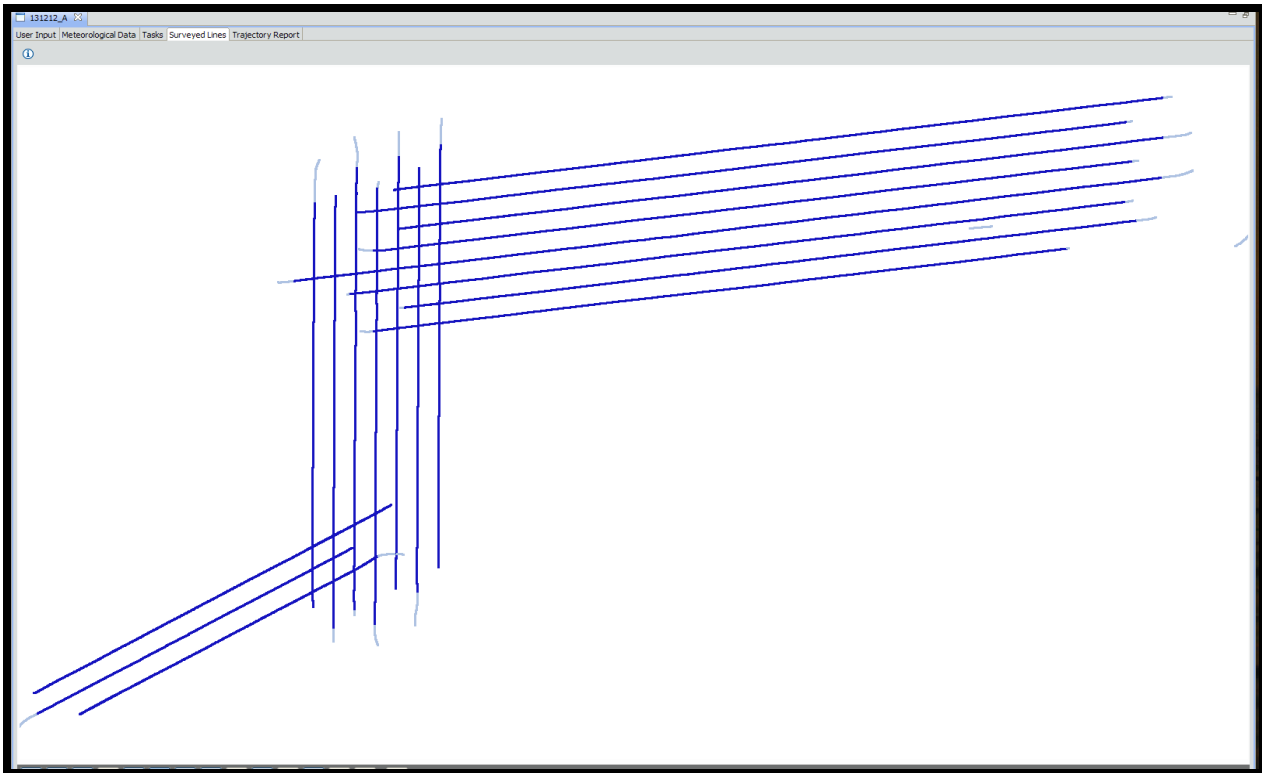 131212_A
User Input Meteorological Data Tasks Surveyed Lines Trajectory Report